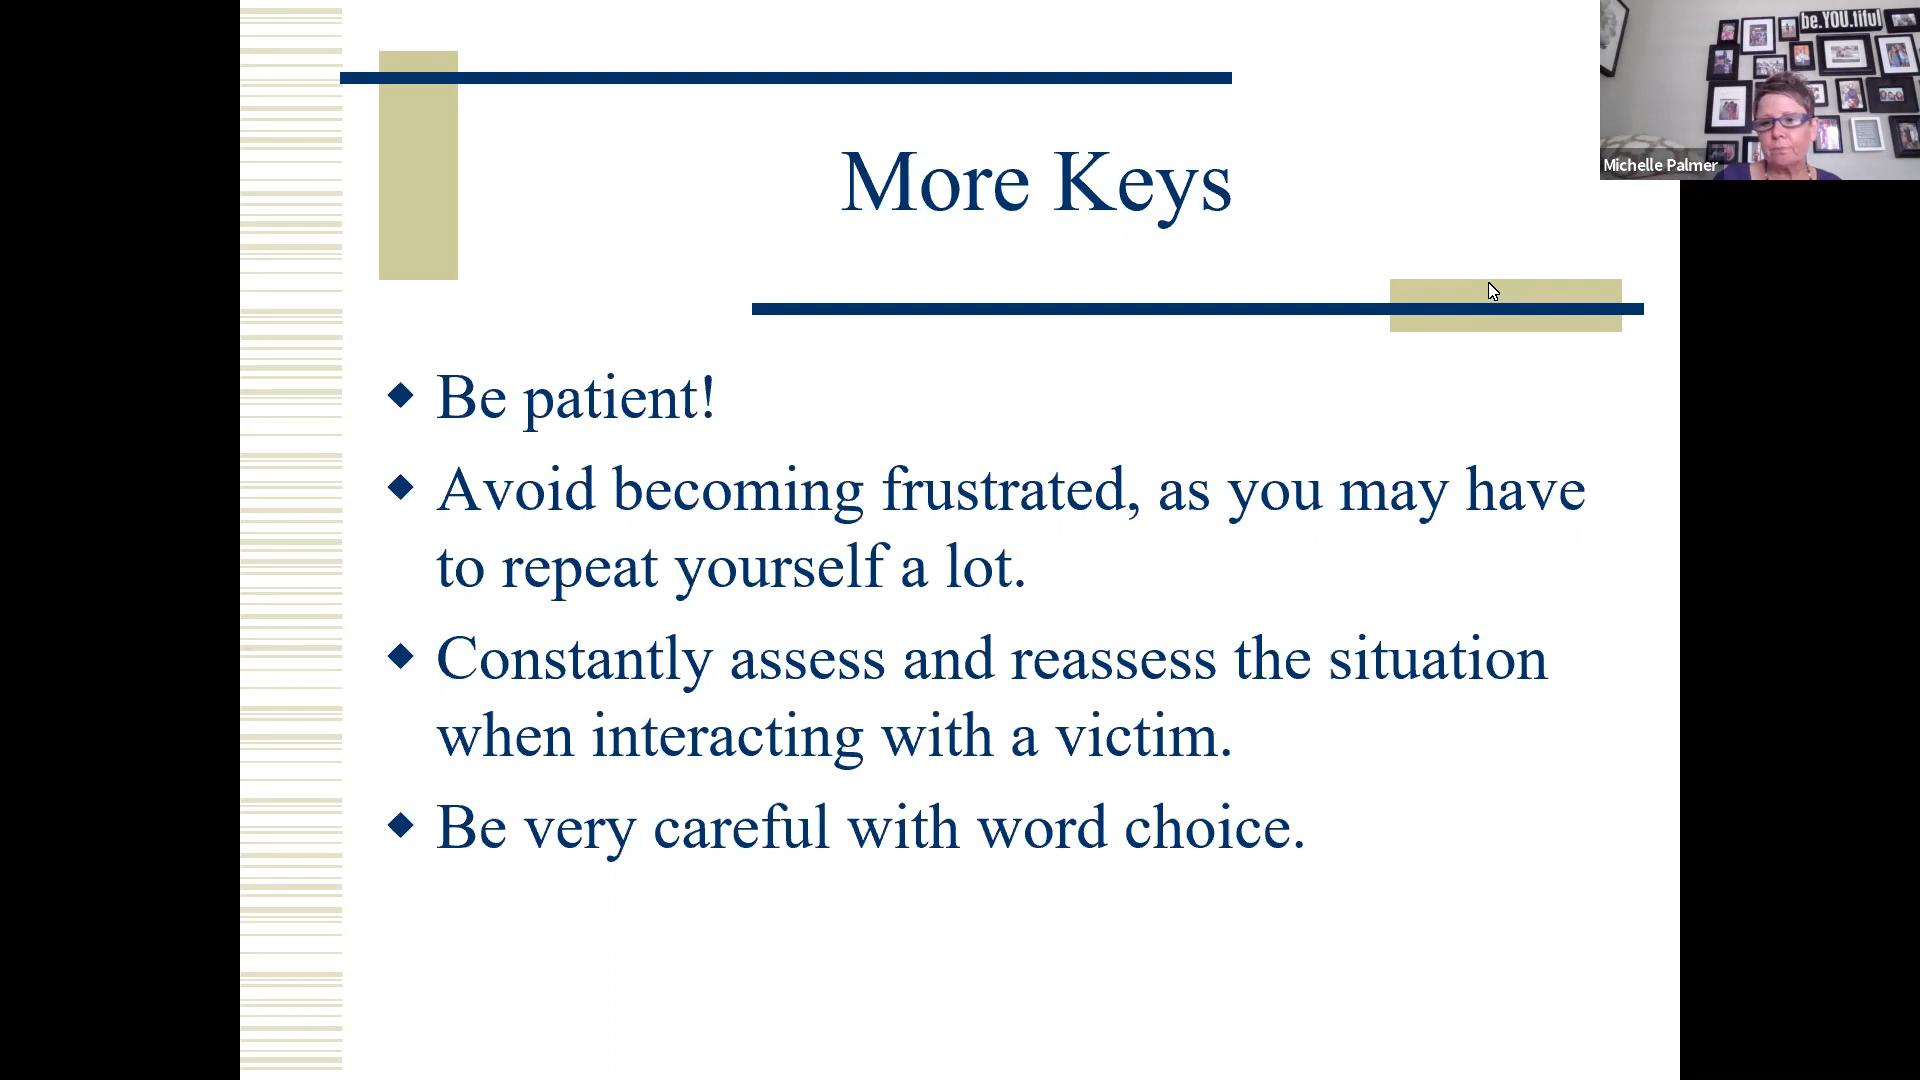 be.YOU.tiful
Michelle Palmer
More Keys
Be patient!
Avoid becoming frustrated, as you may have
to repeat yourself a lot.
Constantly assess and reassess the situation
when interacting with a victim.
Be very careful with word choice.